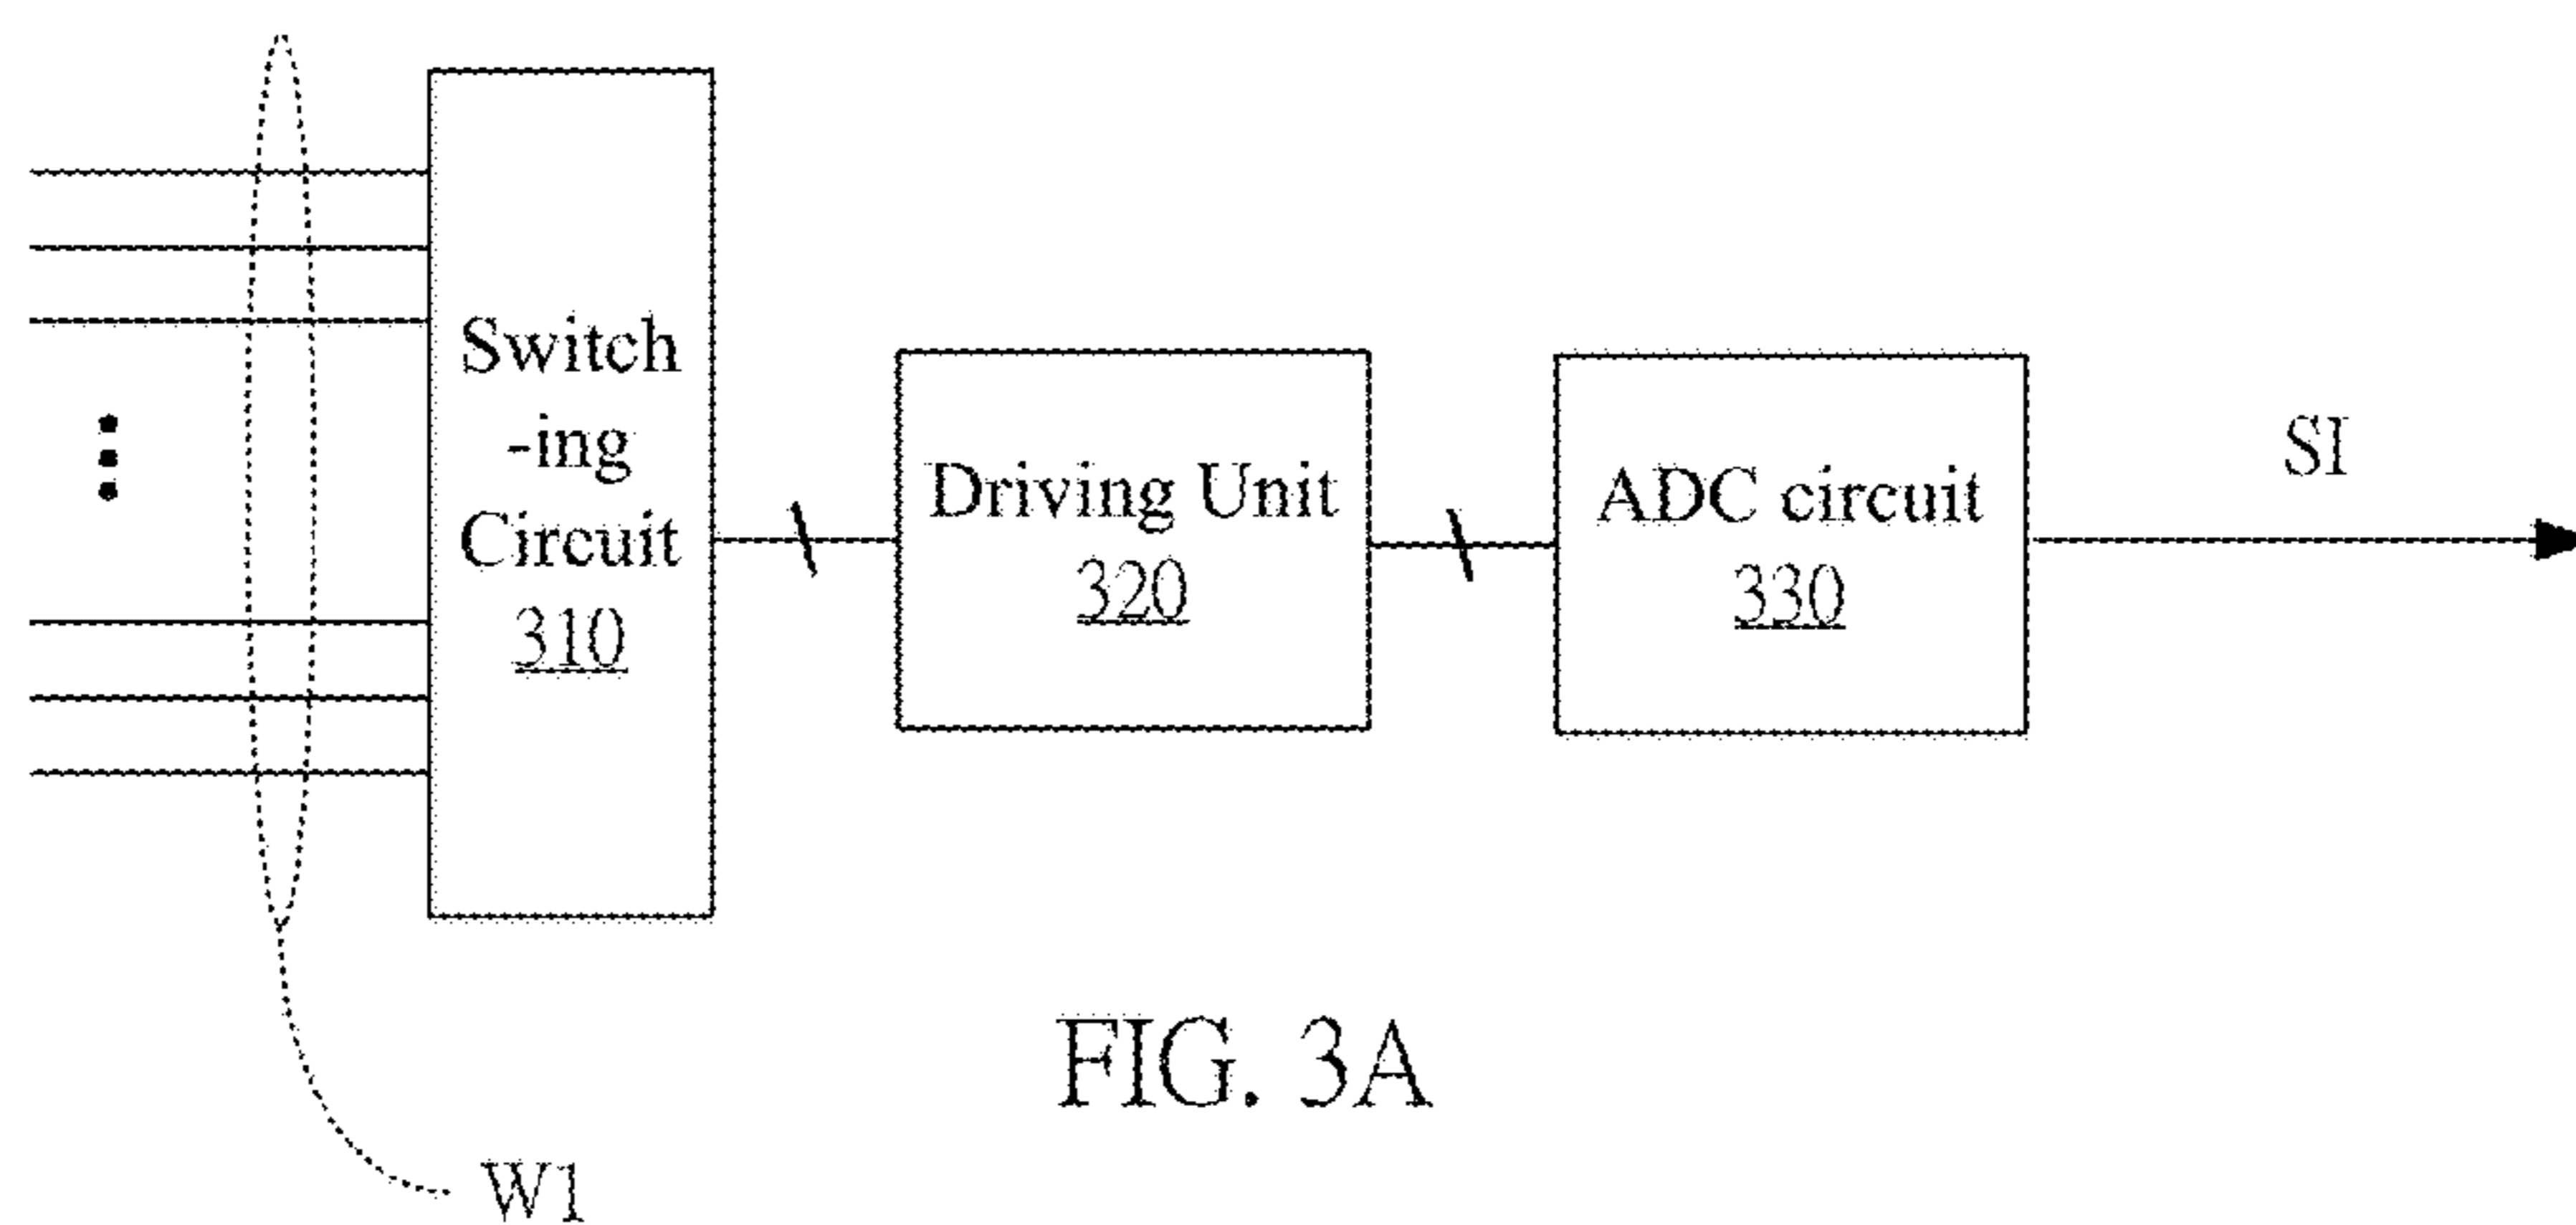 Switch
-ing
Circuit
310
Driving Unit
320
ADC circuit
330
SI
W1
FIG. 3A